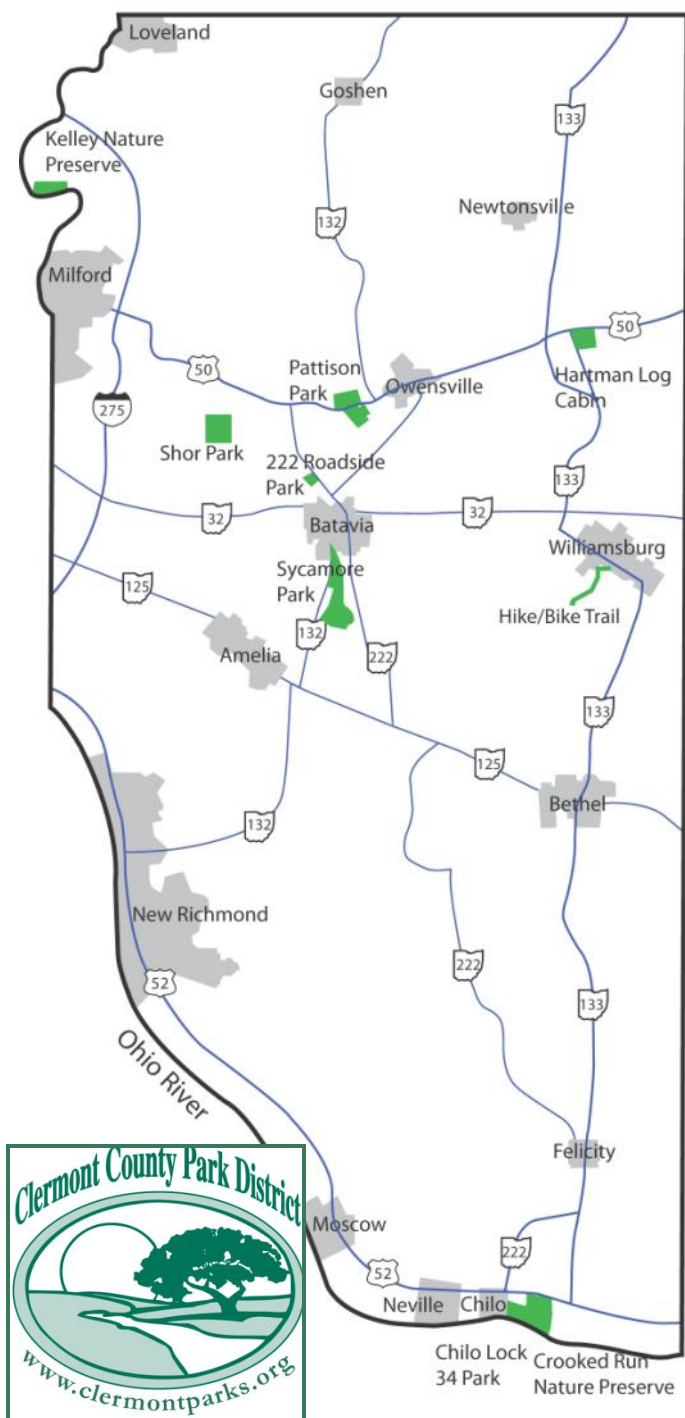 Loveland
Goshen
133
Kelley Nature
Preserve
132
Newtonsville
Milford
50
50
Pattison
Park
Owensville
Hartman Log
Cabin
275
Shor Park
222 Roadside
Park
133
32
32
Batavia
Williamsburg
125
Sycamore
Park
Hike/Bike Trail
132
Amelia
222
133
125
Bethel
132
New Richmond
222
52
133
Ohio River
Felicity
Moscow
222
52
Neville
Chilo
Chilo Lock
34 Park
Crooked Run
Nature Preserve
Clermont County Park District
www.clermontparks.org